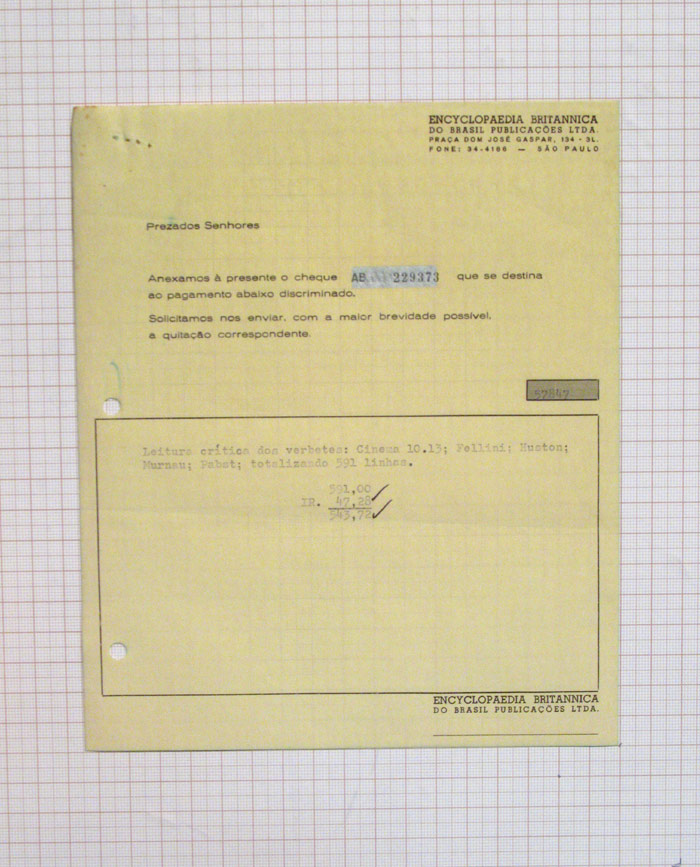 ENCYCLOPAEDIA BRITANNICA
DO BRASIL PUBLICAÇÕES LTDA.
PRAÇA DOM JOSÉ GASPAR, 134 - 3L.
FONE: 34-4186 — SÃO PAULO
Prezados Senhores
Anexamos à presente o cheque AB 229373 que se destina
ao pagamento abaixo discriminado.
Solicitamos nos enviar, com a maior brevidade possível,
a quitação correspondente.
Leitura crítica dos verbetes: Cinema 10.13; Fellini; Huston;
Murnau; Pabst; totalizando 591 linhas.
591,00
IR. 47,28
543,72
ENCYCLOPAEDIA BRITANNICA
DO BRASIL PUBLICAÇÕES LTDA.